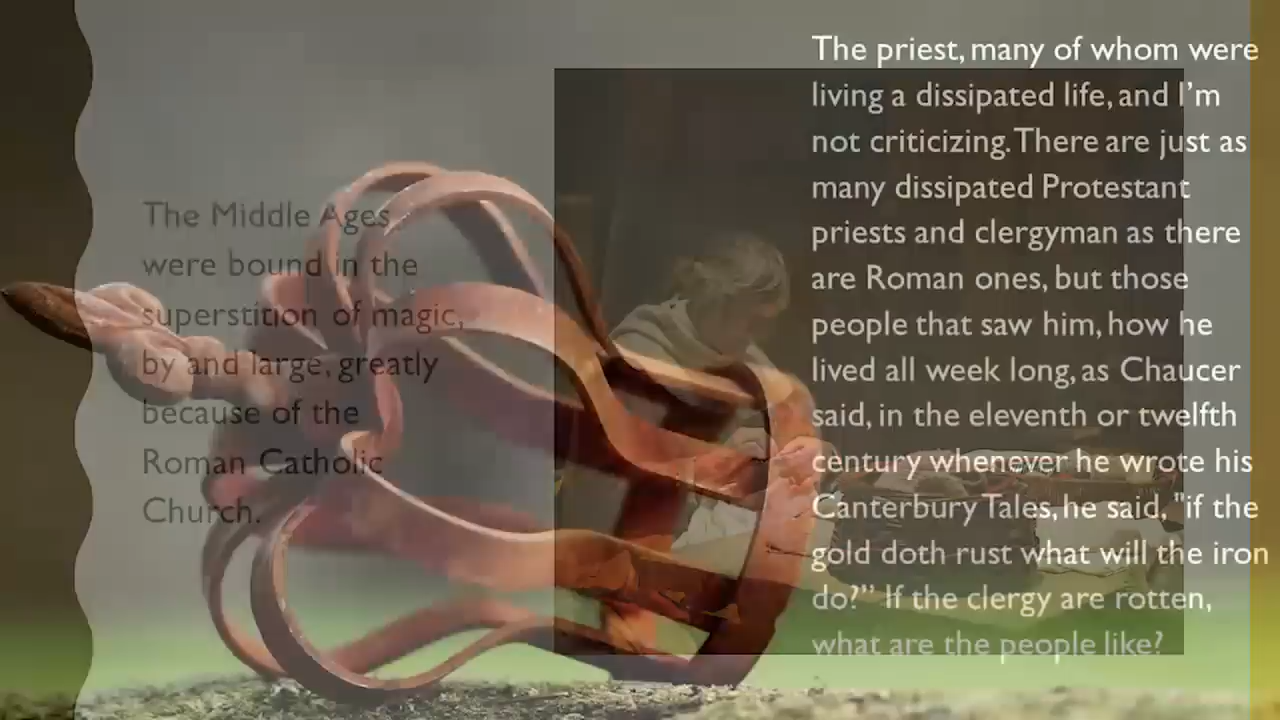 The Middle Ages
were bound in the
superstition of magic,
by and large, greatly
because of the
Roman Catholic
Church.
The priest, many of whom were
living a dissipated life, and I'm
not criticizing. There are just as
many dissipated Protestant
priests and clergyman as there
are Roman ones, but those
people that saw him, how he
lived all week long, as Chaucer
said, in the eleventh or twelfth
century whenever he wrote his
Canterbury Tales, he said, "if the
gold doth rust what will the iron
do?” If the clergy are rotten,
what are the people like?